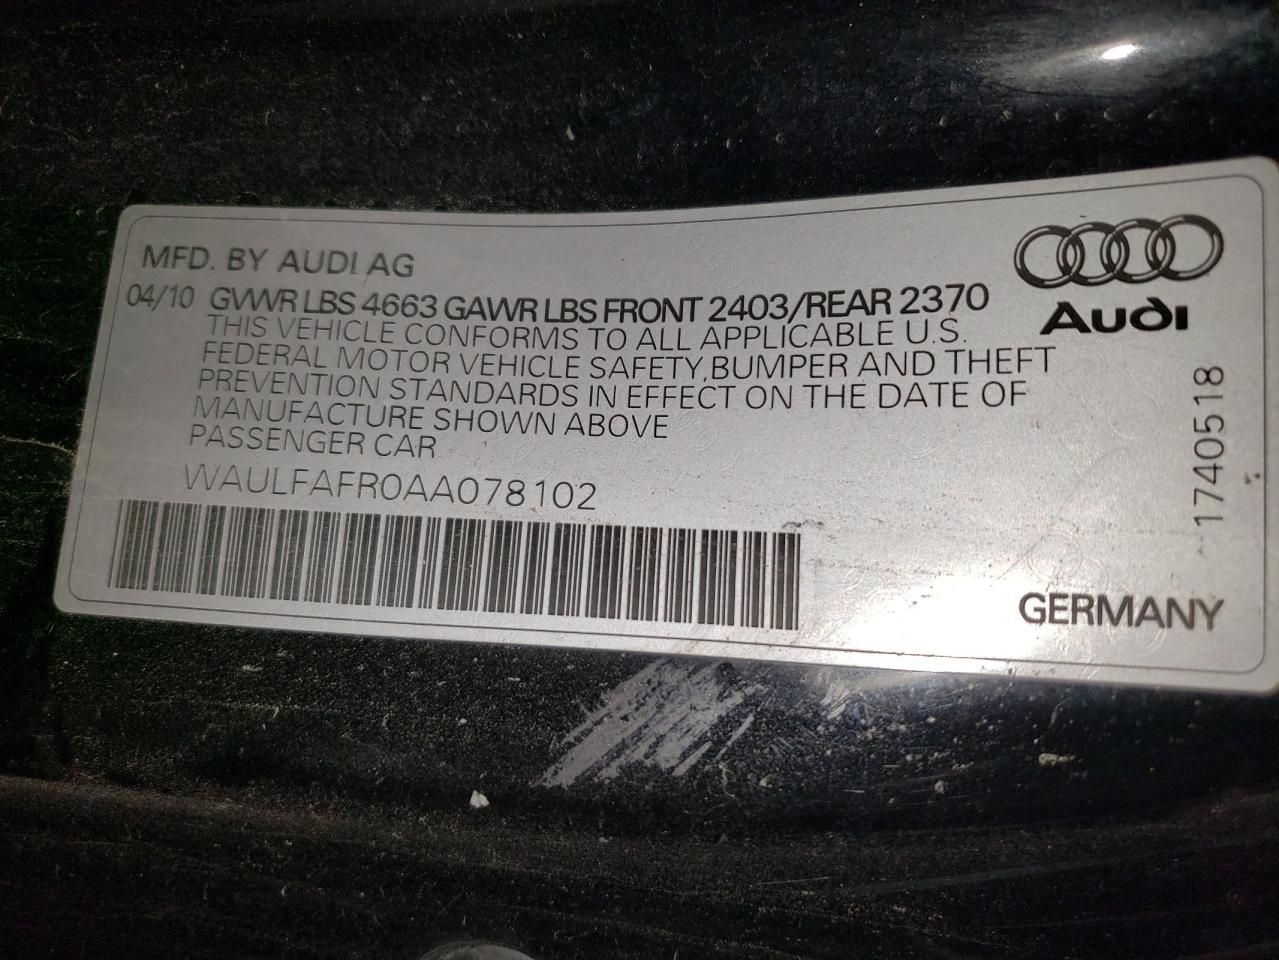 MFD. BY AUDI AG
04/10 GVWR LBS 4663 GAWR LBS FRONT 2403/REAR 2370
THIS VEHICLE CONFORMS TO ALL APPLICABLE U.S.
FEDERAL MOTOR VEHICLE SAFETY, BUMPER AND THEFT
PREVENTION STANDARDS IN EFFECT ON THE DATE OF
MANUFACTURE SHOWN ABOVE
PASSENGER CAR
WAULFAFR0AA078102
Audi
1740518
GERMANY